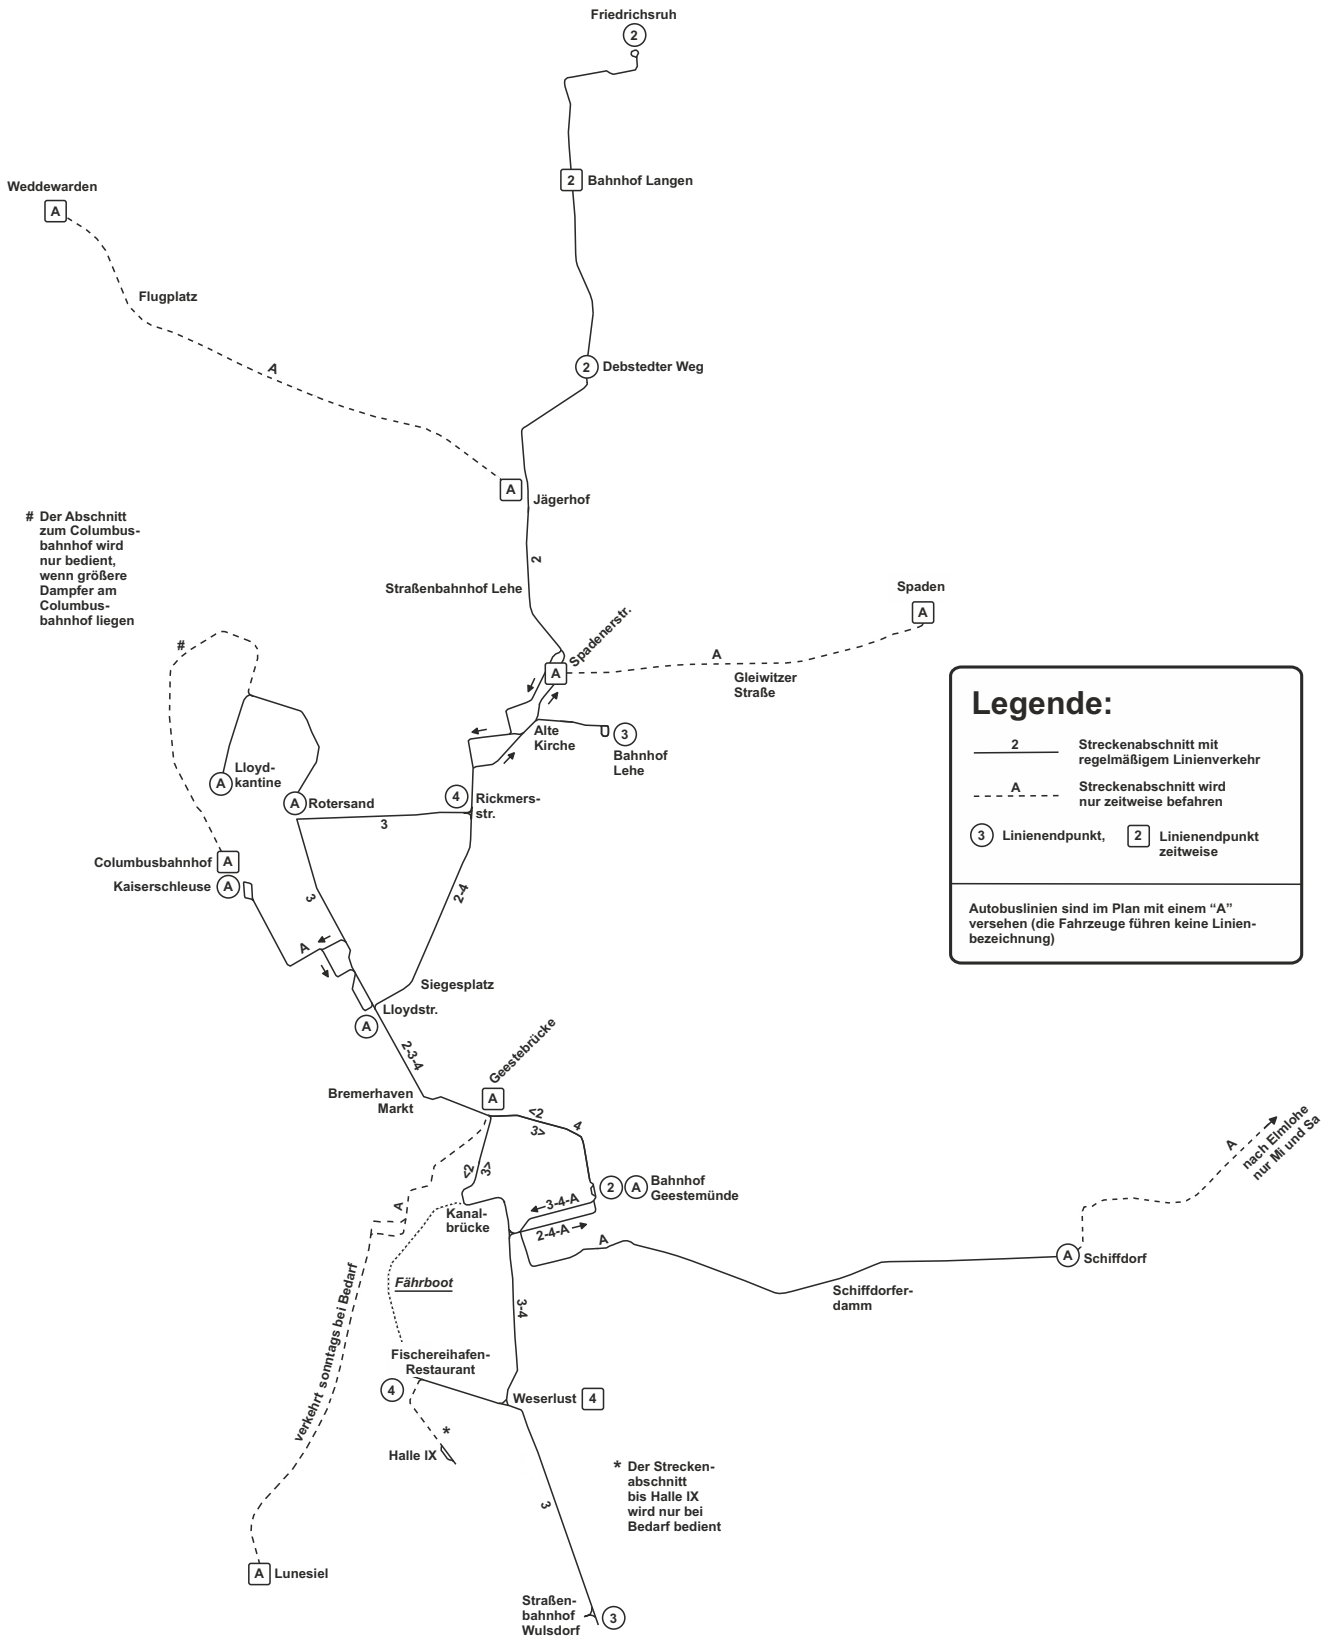 Friedrichsruh
2
2
Bahnhof Langen
Weddewarden
A
Flugplatz
A
2
Debstedter Weg
A
Jägerhof
# Der Abschnitt
zum Columbus-
bahnhof wird
nur bedient,
wenn größere
Dampfer am
Columbus-
bahnhof liegen
2
Straßenbahnhof Lehe
Spadenerstr.
Spaden
A
A
A
Gleiwitzer
Straße
#
Alte
Kirche
3
Bahnhof
Lehe
Lloyd-
kantine
A
A
Rotersand
4
Rickmers-
str.
3
Columbusbahnhof
A
Kaiserschleuse
A
3
2-4
A
Siegesplatz
Lloydstr.
A
2-3-4
Legende:
2
Streckenabschnitt mit
regelmäßigem Linienverkehr
A
Streckenabschnitt wird
nur zeitweise befahren
3
Linienendpunkt,
2
Linienendpunkt
zeitweise
Autobuslinien sind im Plan mit einem “A”
versehen (die Fahrzeuge führen keine Linien-
bezeichnung)
Geestebrücke
Bremerhaven
Markt
A
<2
3>
4
<2
3>
2
A
Bahnhof
Geestemünde
3-4-A
2-4-A
Kanal-
brücke
A
A
A
nach Elmlohe
nur Mi und Sa
A
Schiffdorf
Schiffdorfer-
damm
Fährboot
verkehrt sonntags bei Bedarf
3-4
Fischereihafen-
Restaurant
4
Weserlust
4
*
Halle IX
* Der Strecken-
abschnitt
bis Halle IX
wird nur bei
Bedarf bedient
3
A
Lunesiel
Straßen-
bahnhof
Wulsdorf
3